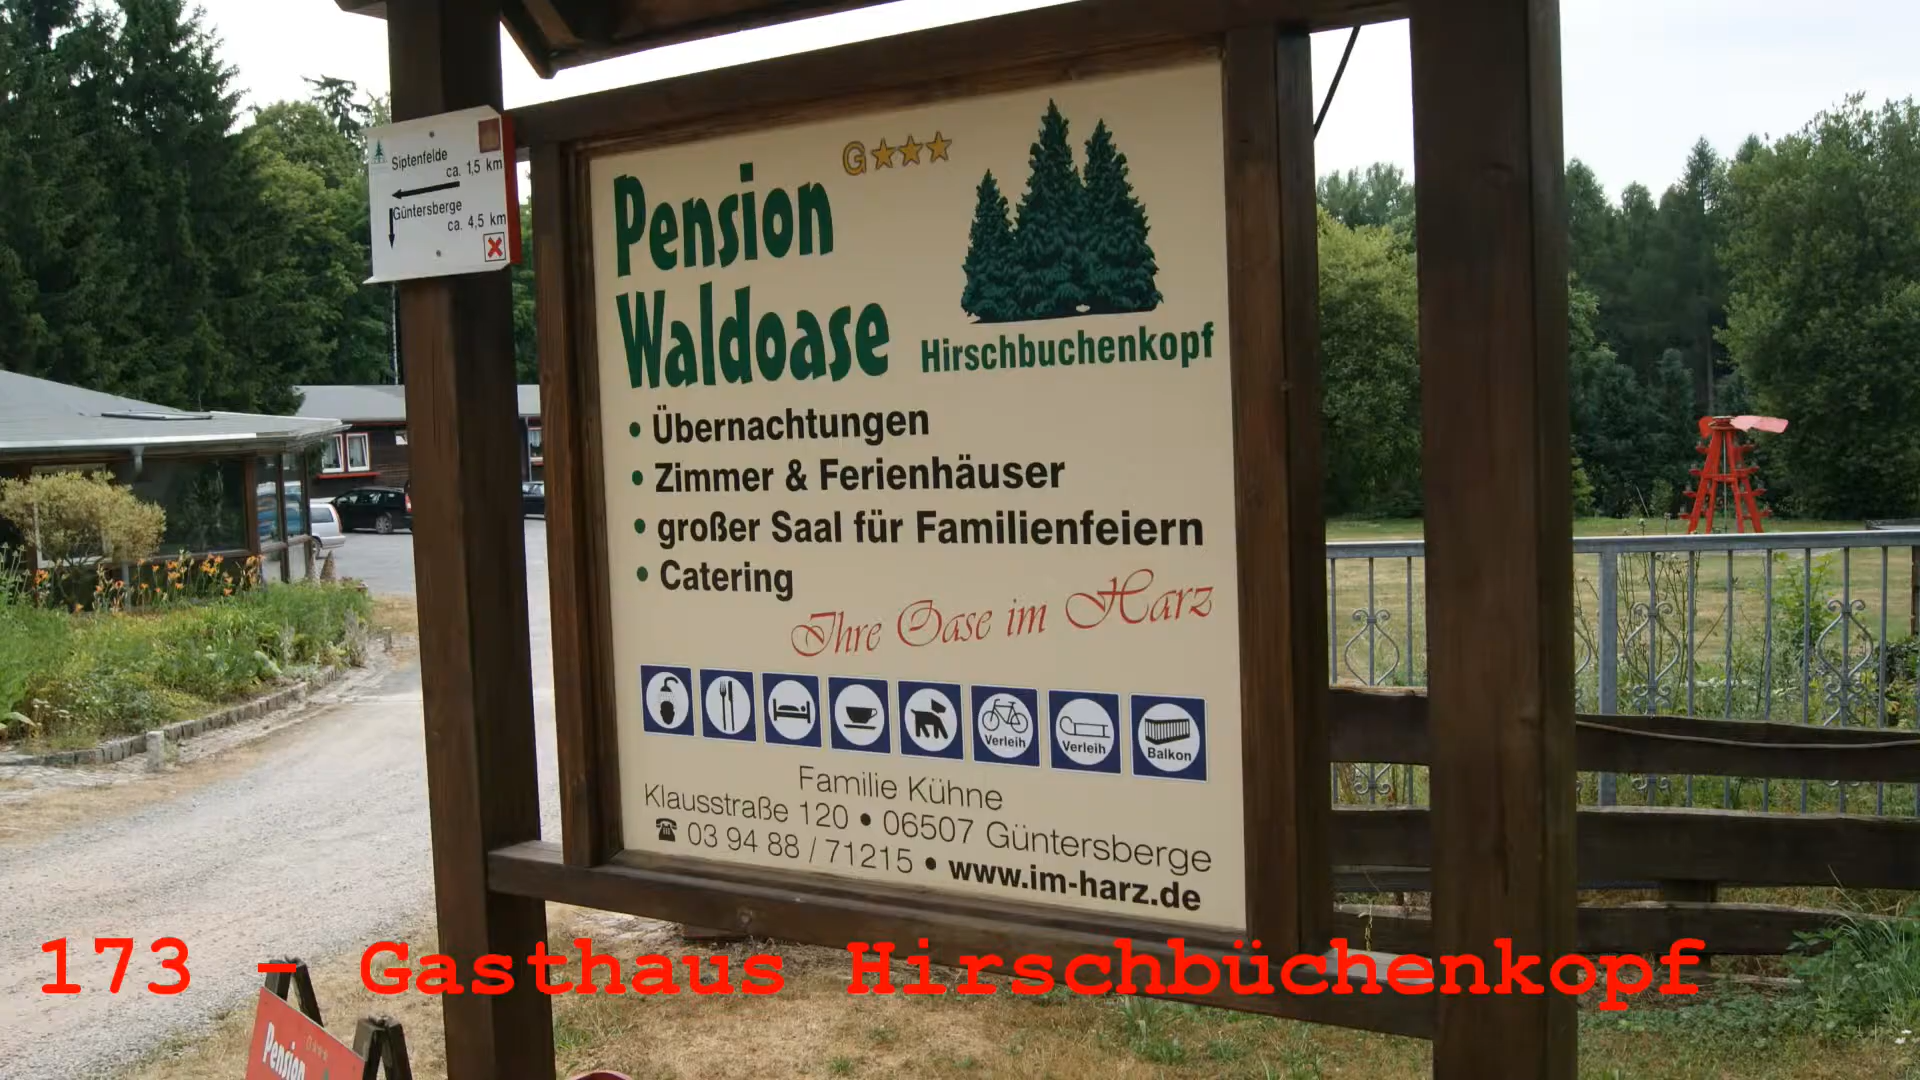 Siptenfelde
ca. 1,5 km
Güntersberge
ca. 4,5 km
G
Pension
Waldoase
Hirschbuchenkopf
• Übernachtungen
• Zimmer & Ferienhäuser
• großer Saal für Familienfeiern
• Catering
Ihre Oase im Harz
Verleih
Verleih
Balkon
Familie Kühne
Klausstraße 120 • 06507 Güntersberge
03 94 88 / 71215 • www.im-harz.de
173 - Gasthaus Hirschbüchenkopf
Pension